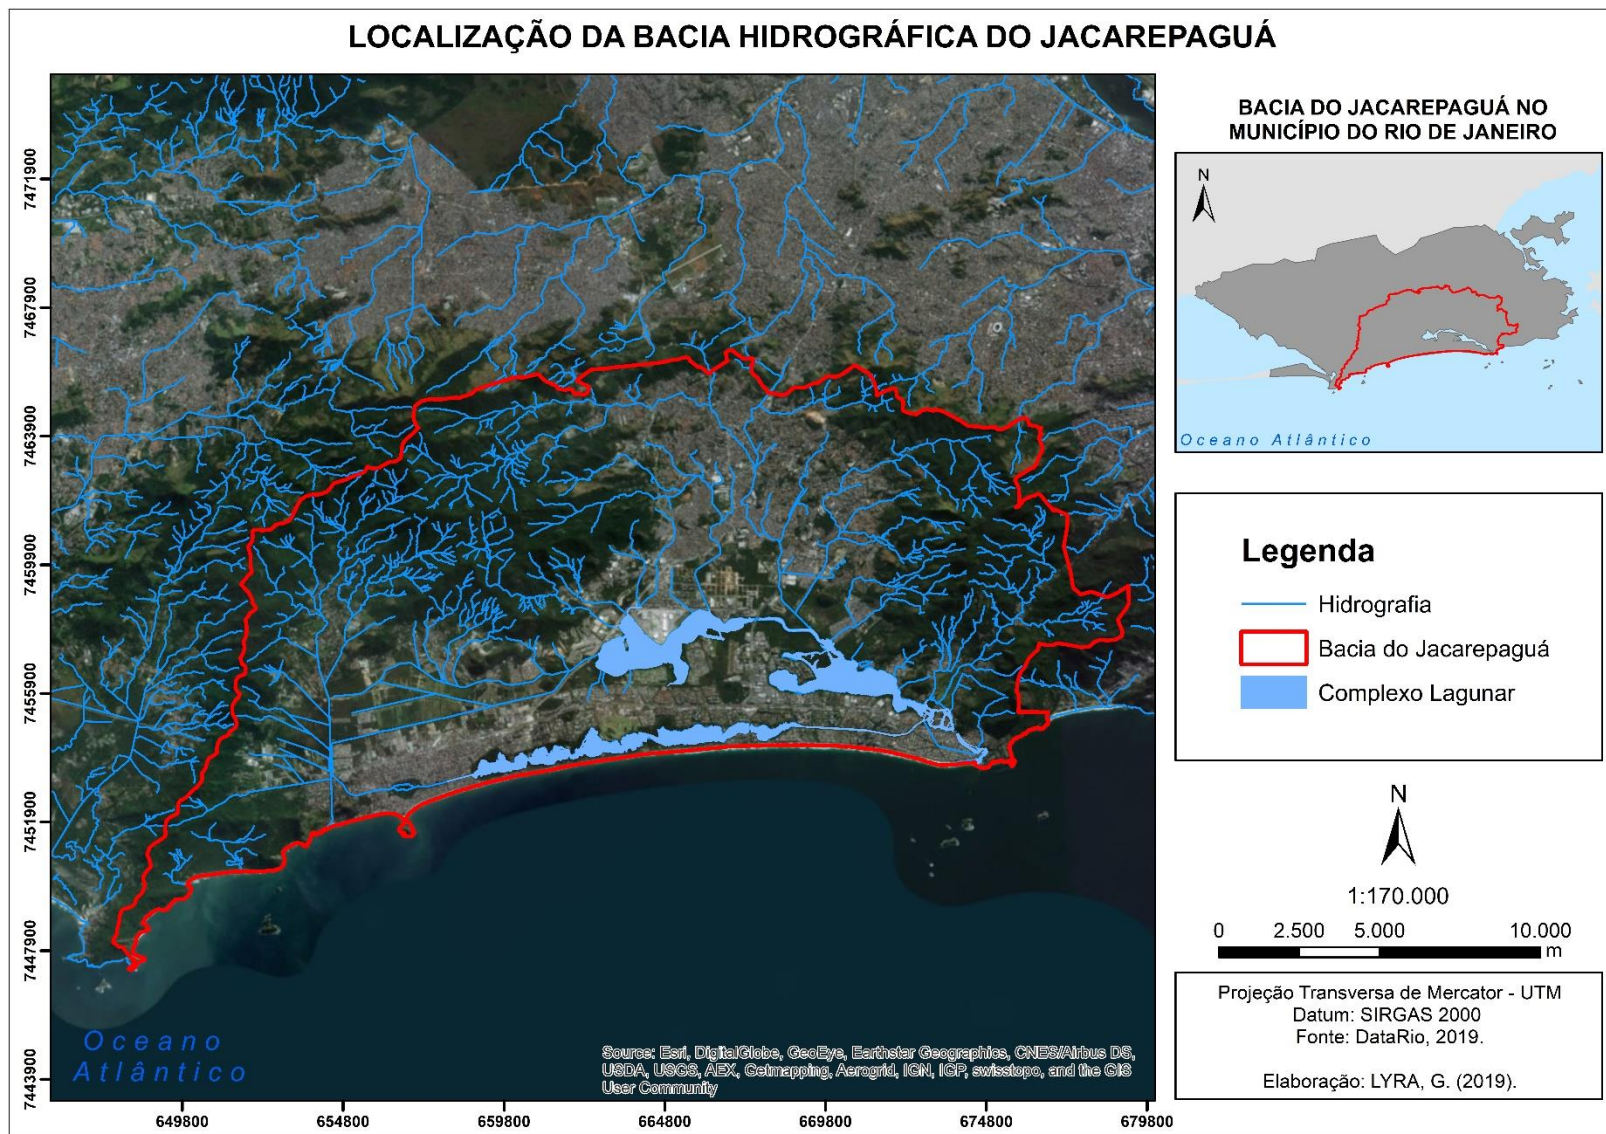 LOCALIZAÇÃO DA BACIA HIDROGRÁFICA DO JACAREPAGUÁ
7471900
7467900
7463900
7459900
7455900
7451900
7447900
7443900
649800
654800
659800
664800
669800
674800
679800
Oceano
Atlântico
Source: Esri, DigitalGlobe, GeoEye, Earthstar Geographics, CNES/Airbus DS,
USDA, USGS, AEX, Getmapping, Aerogrid, IGN, IGP, swisstopo, and the GIS
User Community
BACIA DO JACAREPAGUÁ NO
MUNICÍPIO DO RIO DE JANEIRO
N
Oceano Atlântico
Legenda
Hidrografia
Bacia do Jacarepaguá
Complexo Lagunar
N
1:170.000
0 2.500 5.000 10.000
m
Projeção Transversa de Mercator - UTM
Datum: SIRGAS 2000
Fonte: DataRio, 2019.
Elaboração: LYRA, G. (2019).